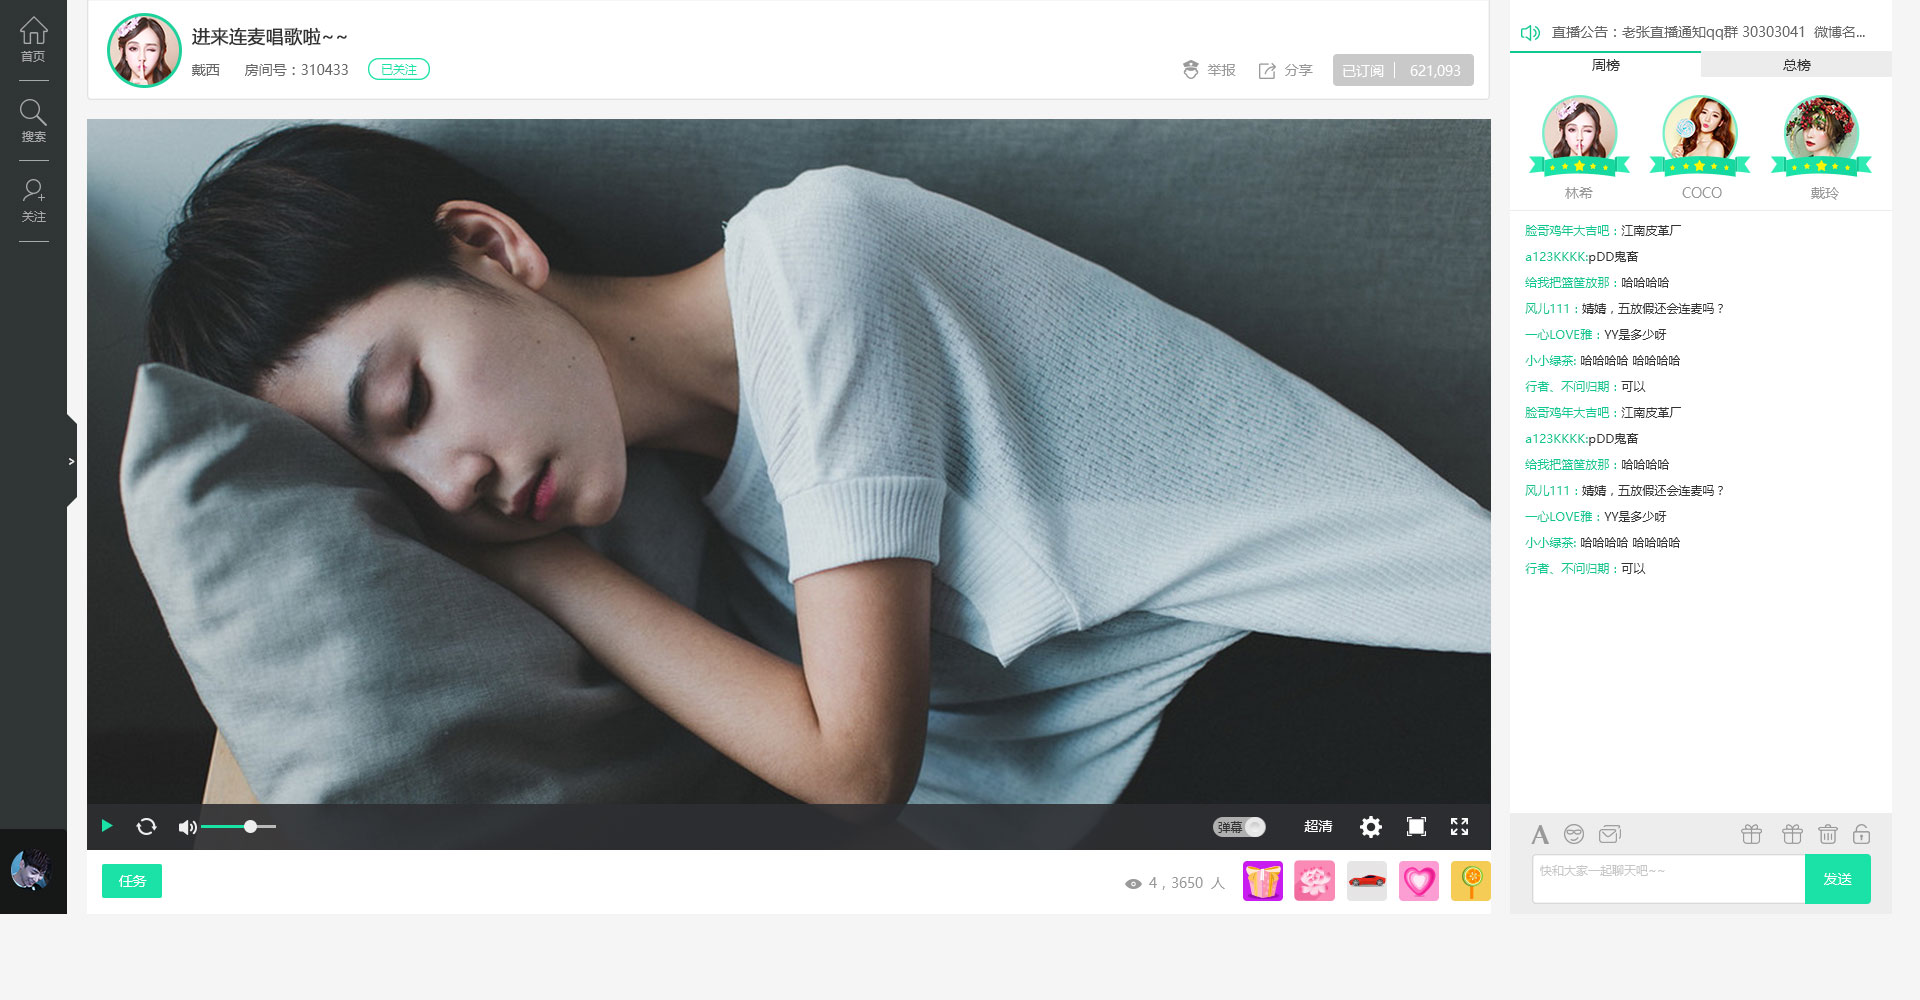 首页
搜索
关注
>
进来连麦唱歌啦~~
戴西 房间号：310433 已关注
举报 分享 已订阅 621,093
弹幕 超清
任务
4，3650 人
直播公告：老张直播通知qq群 30303041 微博名...
周榜 总榜
林希 COCO 戴玲
脸哥鸡年大吉吧：江南皮革厂
a123KKKK:pDD鬼畜
给我把篮筐放那：哈哈哈哈
风儿111：婧婧，五放假还会连麦吗？
一心LOVE雅：YY是多少呀
小小绿茶: 哈哈哈哈 哈哈哈哈
行者、不问归期：可以
脸哥鸡年大吉吧：江南皮革厂
a123KKKK:pDD鬼畜
给我把篮筐放那：哈哈哈哈
风儿111：婧婧，五放假还会连麦吗？
一心LOVE雅：YY是多少呀
小小绿茶: 哈哈哈哈 哈哈哈哈
行者、不问归期：可以
快和大家一起聊天吧~~
发送